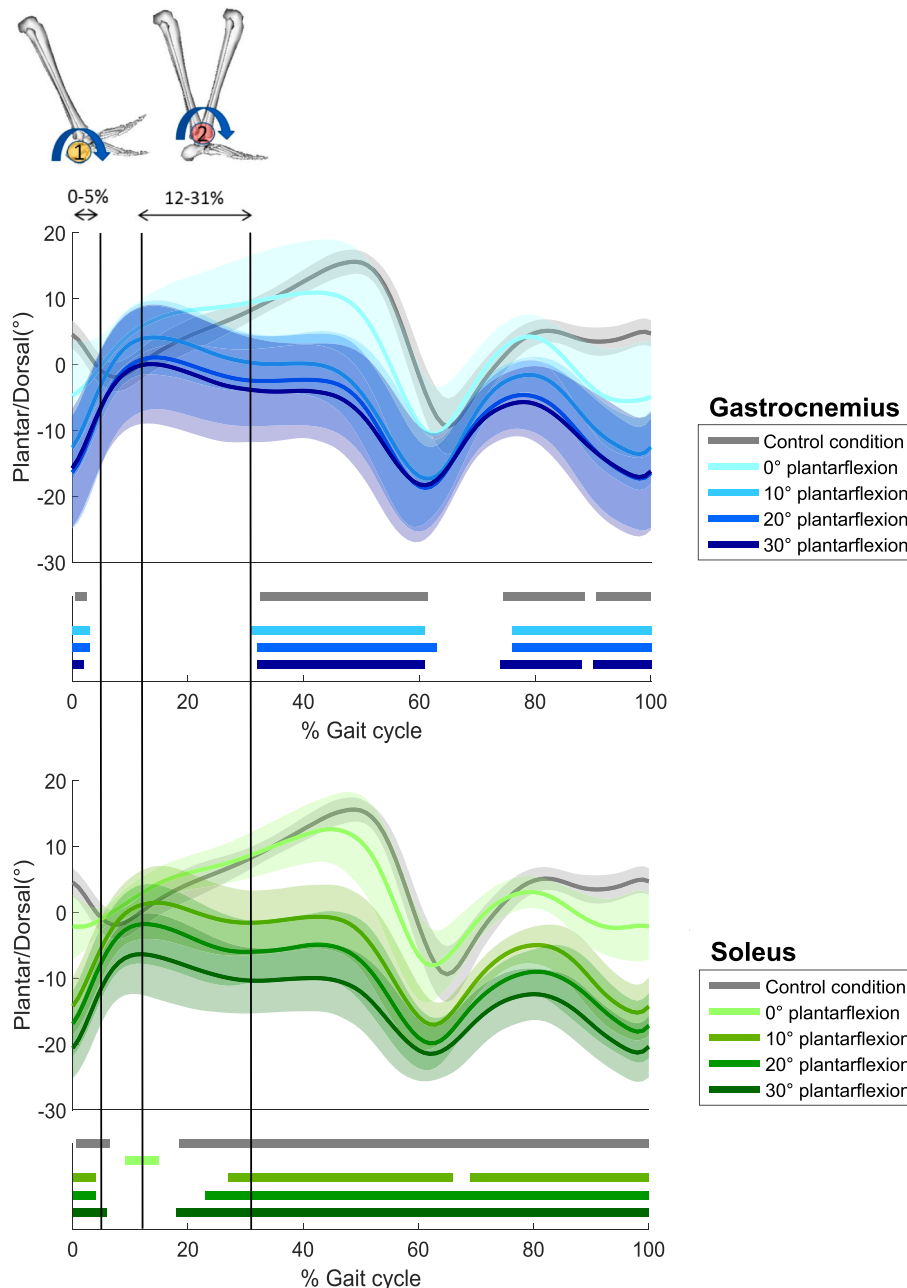 1 2
0-5% 12-31%
20
10
0
-10
-20
-30
Plantar/Dorsal(°)
Gastrocnemius
Control condition
0° plantarflexion
10° plantarflexion
20° plantarflexion
30° plantarflexion
0 20 40 60 80 100
% Gait cycle
20
10
0
-10
-20
-30
Plantar/Dorsal(°)
Soleus
Control condition
0° plantarflexion
10° plantarflexion
20° plantarflexion
30° plantarflexion
0 20 40 60 80 100
% Gait cycle